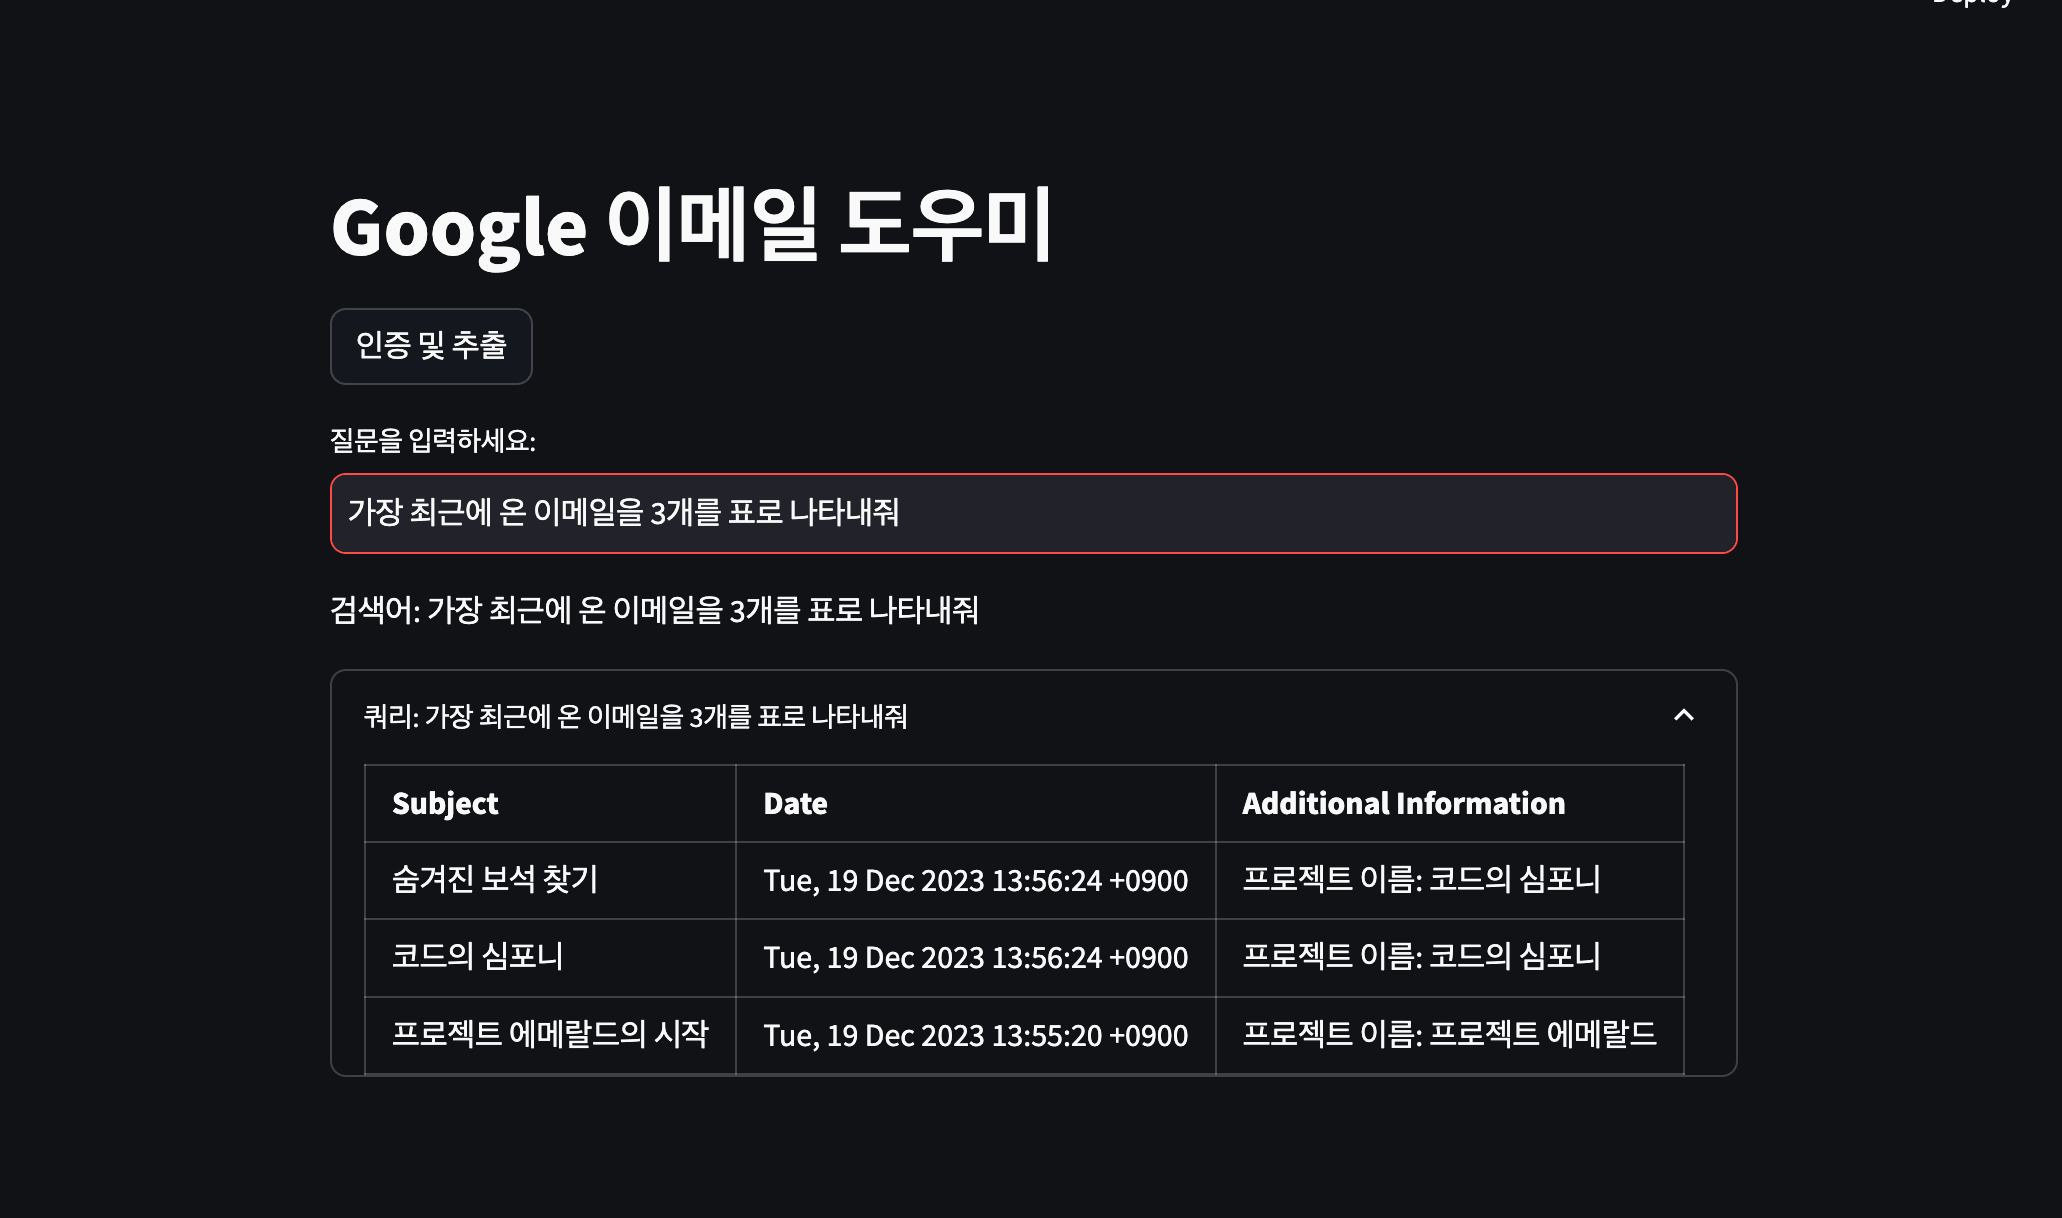 Deploy
Google 이메일 도우미
인증 및 추출
질문을 입력하세요:
가장 최근에 온 이메일을 3개를 표로 나타내줘
검색어: 가장 최근에 온 이메일을 3개를 표로 나타내줘
쿼리: 가장 최근에 온 이메일을 3개를 표로 나타내줘
Subject Date Additional Information
숨겨진 보석 찾기 Tue, 19 Dec 2023 13:56:24 +0900 프로젝트 이름: 코드의 심포니
코드의 심포니 Tue, 19 Dec 2023 13:56:24 +0900 프로젝트 이름: 코드의 심포니
프로젝트 에메랄드의 시작 Tue, 19 Dec 2023 13:55:20 +0900 프로젝트 이름: 프로젝트 에메랄드